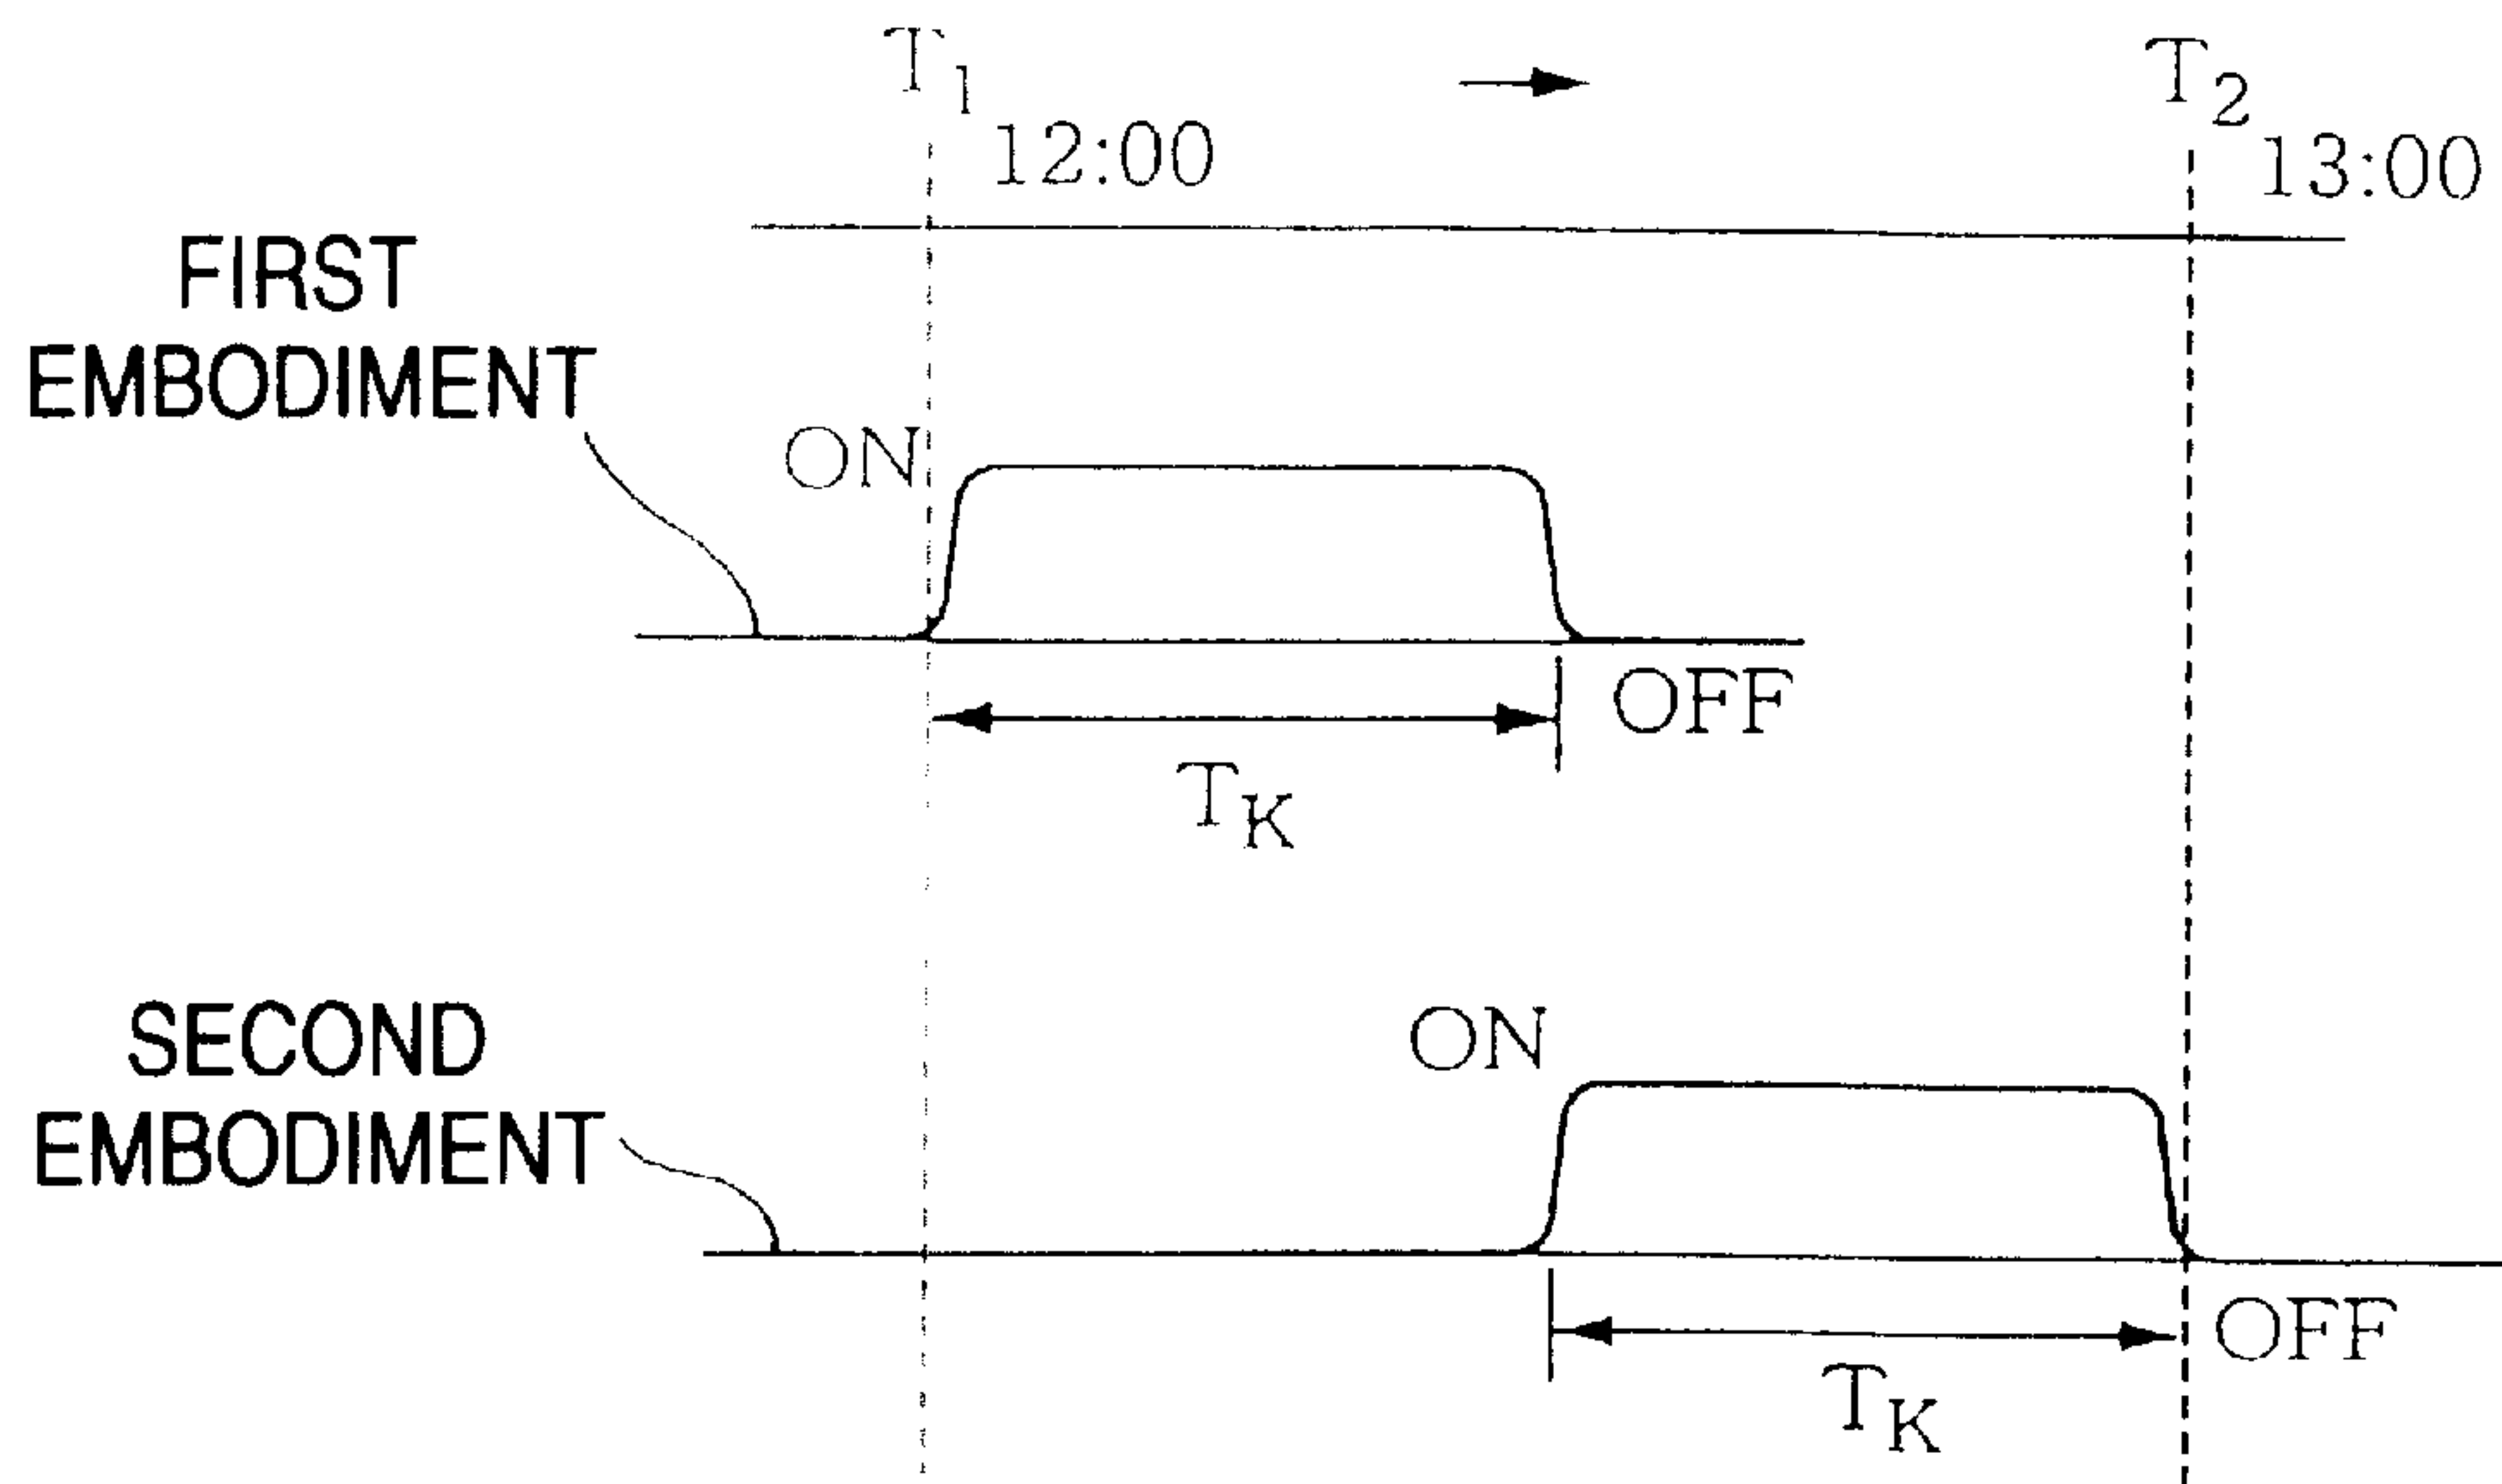 T1 12:00
T2 13:00
FIRST
EMBODIMENT
ON
OFF
TK
SECOND
EMBODIMENT
ON
OFF
TK